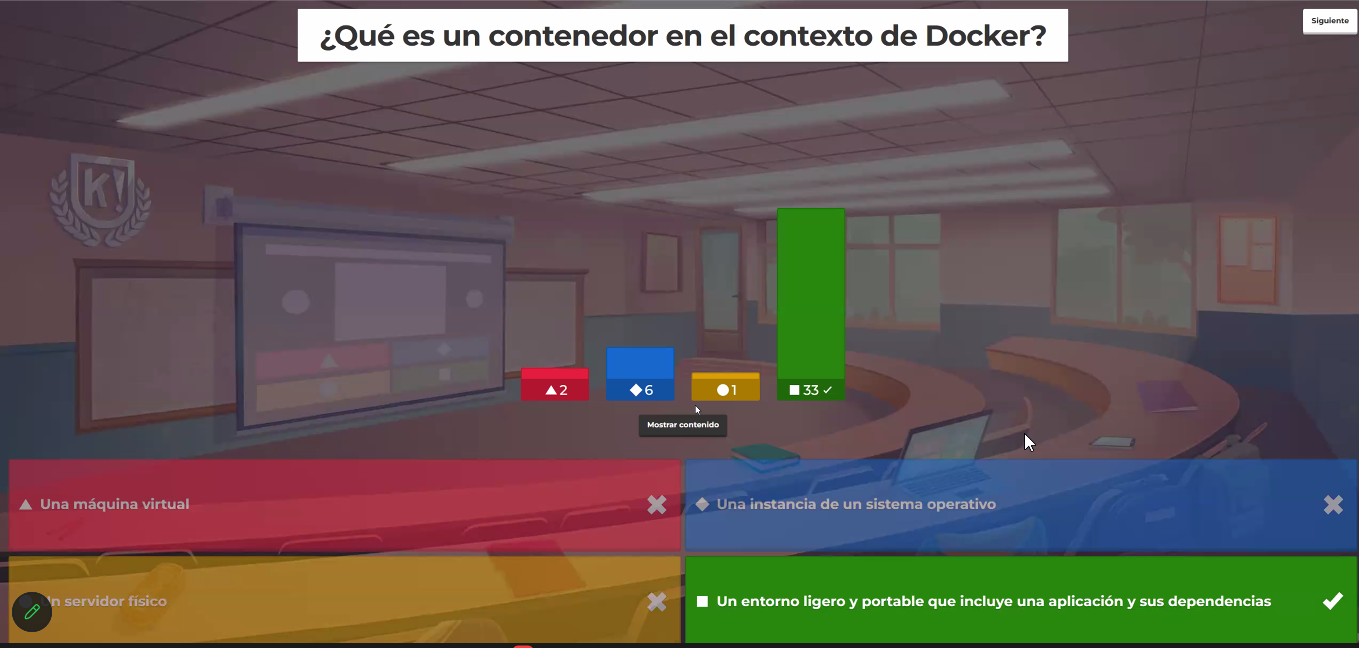 ¿Qué es un contenedor en el contexto de Docker?
Siguiente
K!
2
6
1
33
Mostrar contenido
Una máquina virtual
Una instancia de un sistema operativo
n servidor físico
Un entorno ligero y portable que incluye una aplicación y sus dependencias